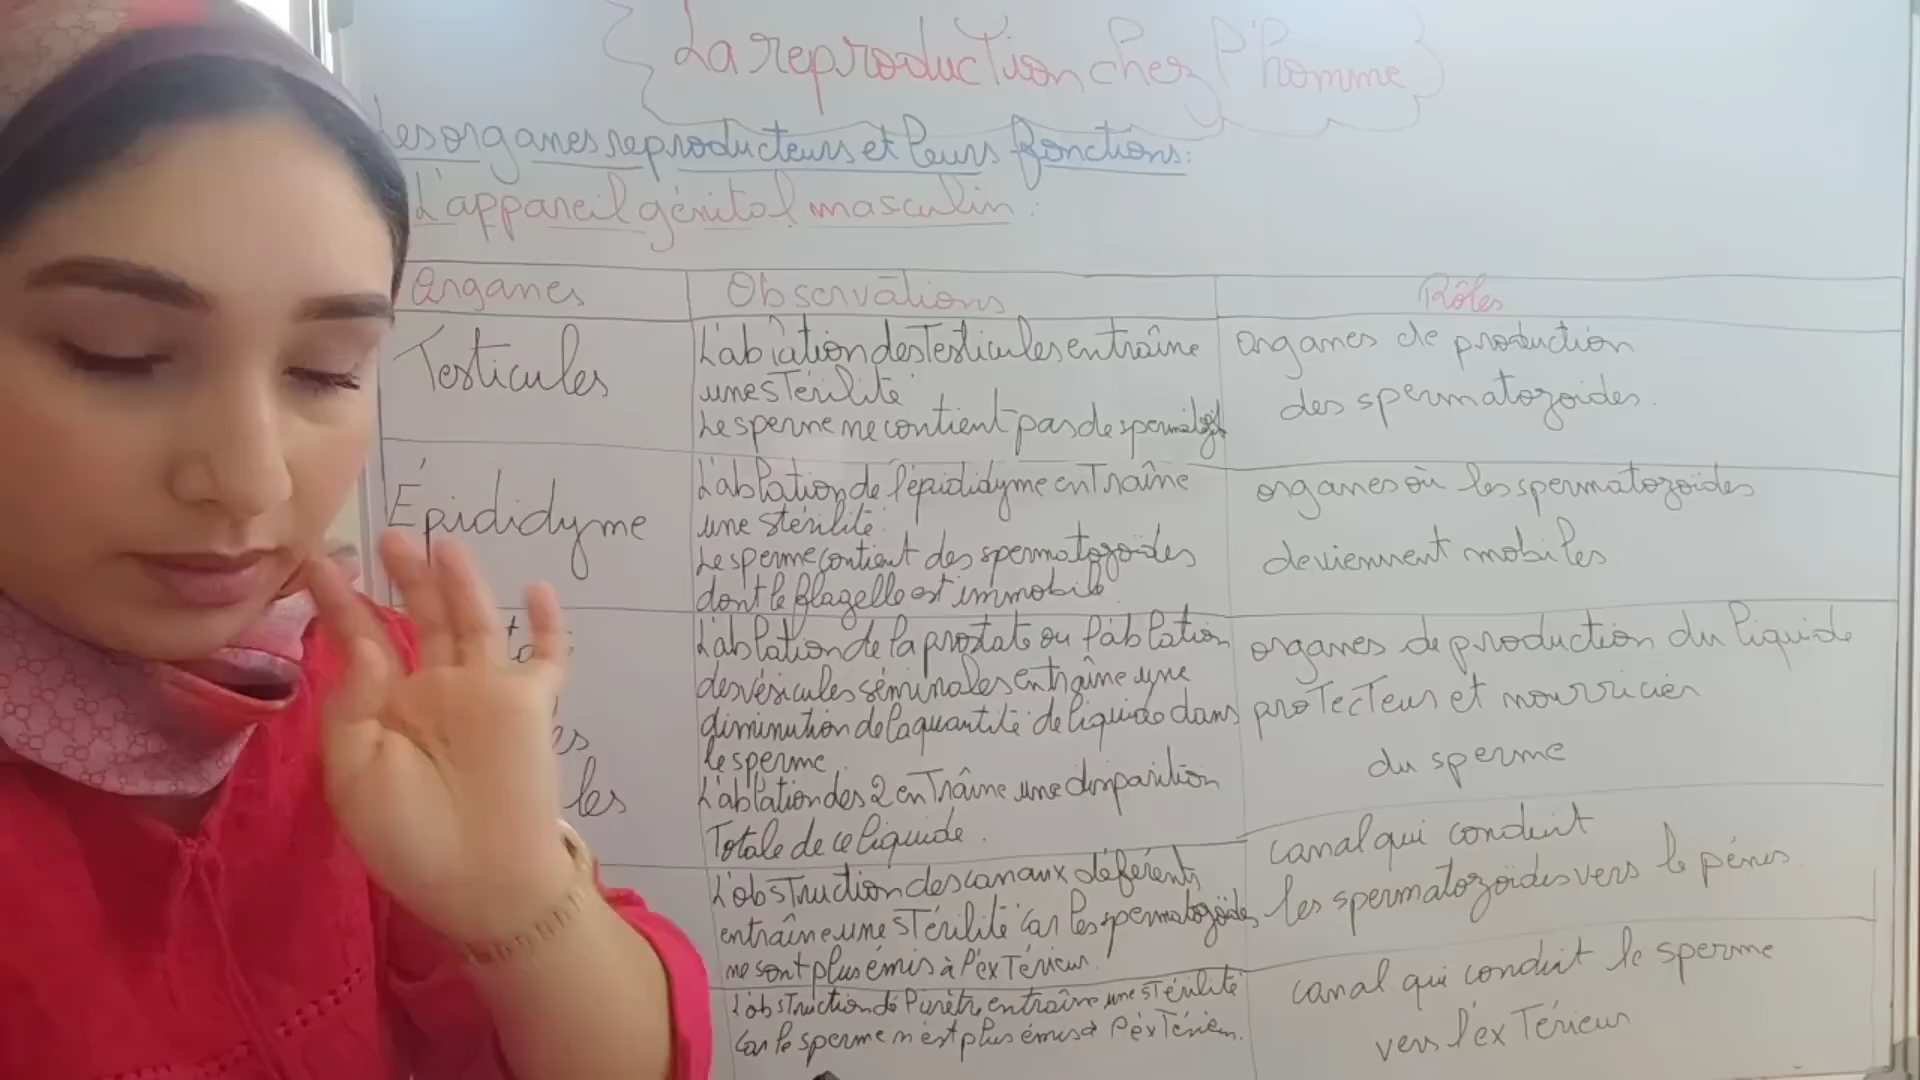 La reproduction chez l'homme
Les organes reproducteurs et leurs fonctions:
L'appareil génital masculin:
Organes
Observations
Rôles
Testicules
L'abĩation des Testicules entraîne
une sTérilité
Le sperme ne contient pas de
organes de production
des spermatozoides.
Épididyme
L'ablation de l'épididyme enTraîne
une stérilité.
Le sperme contient des spermatozoïdes
dont le flagelle est immobile.
organes où les spermatozoïdes
deviennent mobiles
L'ablation de la prostate ou l'ablation
des vésicules séminales entraîne une
diminution de la quantité de liquide dans
le sperme.
L'ablation des 2 enTraîne une disparition
Totale de ce liquide.
organes de production du liquide
proTecTeur et nourricier
du sperme
les
L'obsTruction des canaux déférents
entraîne une sTérilité car les spermatozoïdes
ne sont plus émis à l'exTérieur.
canal qui conduit
les spermatozoïdes vers le pénis
L'obsTruction de l'urètre entraîne une sTérilité
car le sperme n'est plus émis à l'exTérieur.
canal qui conduit le sperme
vers l'exTérieur